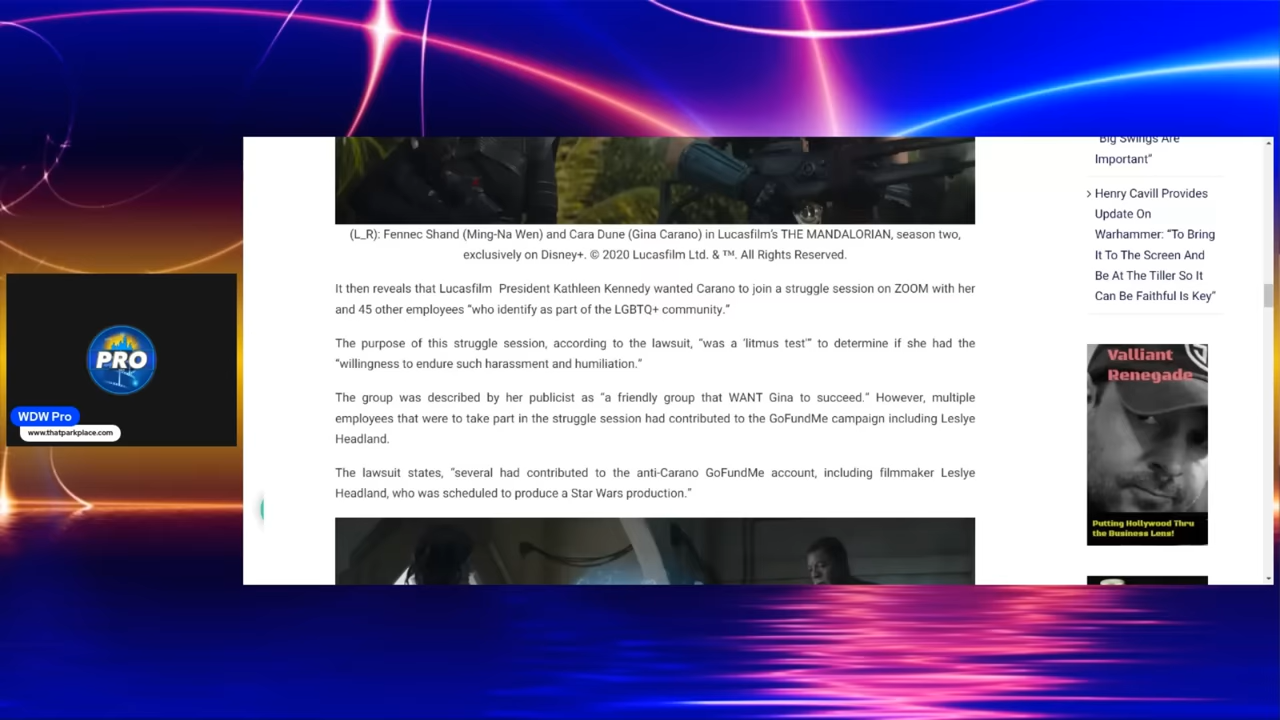 (L_R): Fennec Shand (Ming-Na Wen) and Cara Dune (Gina Carano) in Lucasfilm's THE MANDALORIAN, season two,
exclusively on Disney+. © 2020 Lucasfilm Ltd. & ™. All Rights Reserved.
It then reveals that Lucasfilm  President Kathleen Kennedy wanted Carano to join a struggle session on ZOOM with her
and 45 other employees “who identify as part of the LGBTQ+ community.”
The purpose of this struggle session, according to the lawsuit, “was a ‘litmus test’” to determine if she had the
“willingness to endure such harassment and humiliation.”
The group was described by her publicist as “a friendly group that WANT Gina to succeed.” However, multiple
employees that were to take part in the struggle session had contributed to the GoFundMe campaign including Leslye
Headland.
The lawsuit states, “several had contributed to the anti-Carano GoFundMe account, including filmmaker Leslye
Headland, who was scheduled to produce a Star Wars production.”
“Big Swings Are
Important”
Henry Cavill Provides
Update On
Warhammer: “To Bring
It To The Screen And
Be At The Tiller So It
Can Be Faithful Is Key”
Valliant
Renegade
Putting Hollywood Thru
the Business Lens!
PRO
WDW Pro
www.thatparkplace.com